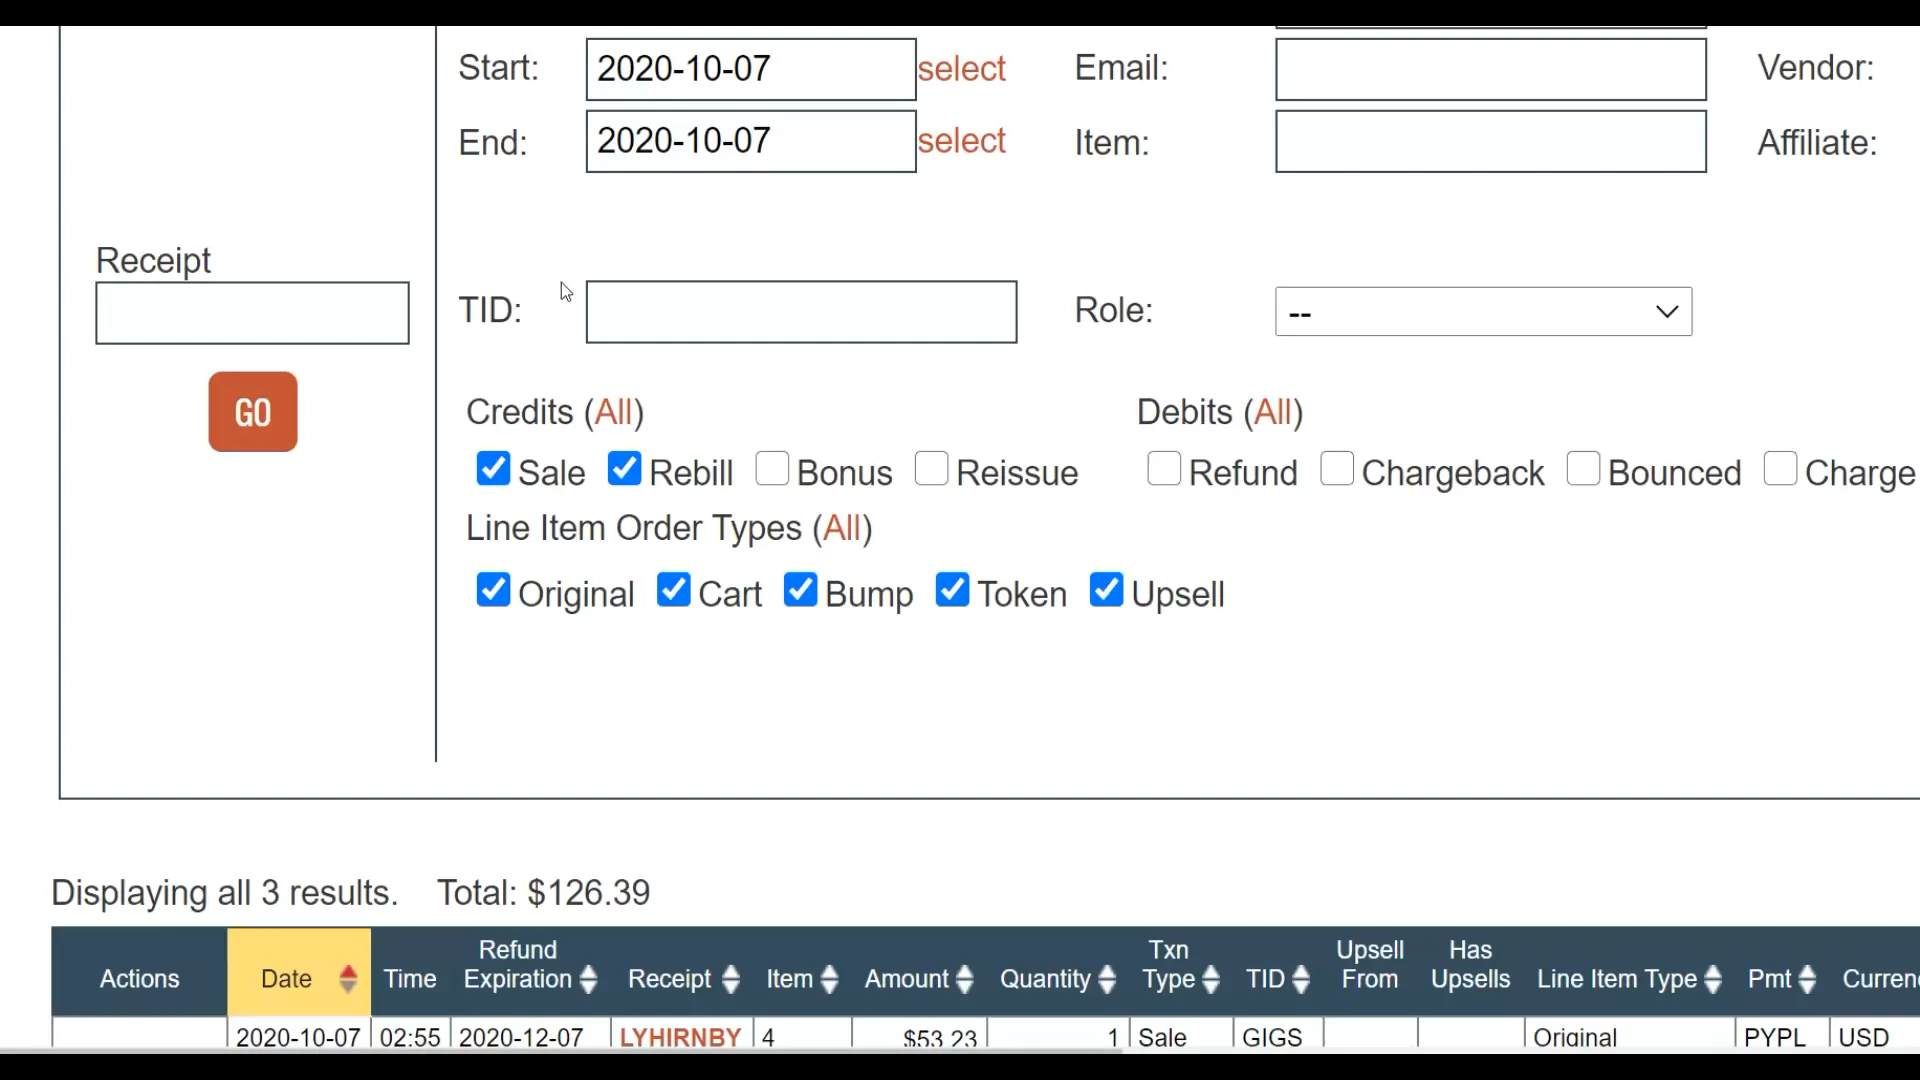 Start: 2020-10-07 select Email: Vendor:
End: 2020-10-07 select Item: Affiliate:
Receipt
TID: Role: --
GO
Credits (All) Debits (All)
Sale Rebill Bonus Reissue Refund Chargeback Bounced Charge
Line Item Order Types (All)
Original Cart Bump Token Upsell
Displaying all 3 results. Total: $126.39
Actions Date Time Refund Expiration Receipt Item Amount Quantity Txn Type TID Upsell From Has Upsells Line Item Type Pmt Currenc
2020-10-07 02:55 2020-12-07 LYHIRNBY 4 $53.23 1 Sale GIGS Original PYPL USD